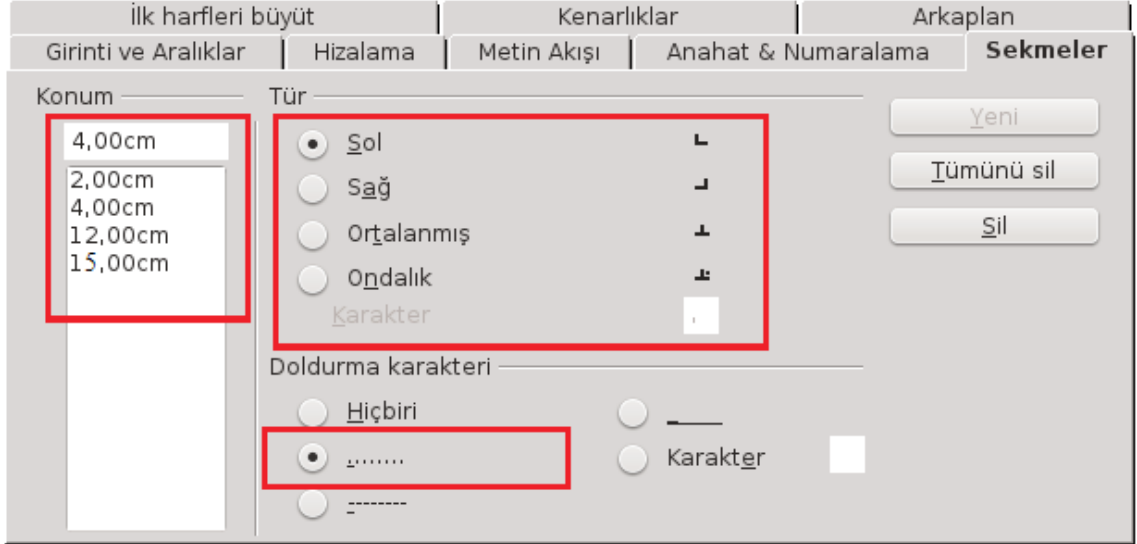 İlk harfleri büyüt Kenarlıklar Arkaplan
Girinti ve Aralıklar Hizalama Metin Akışı Anahat & Numaralama Sekmeler
Konum Tür
Yeni
4,00cm Sol
Tümünü sil
2,00cm Sağ
4,00cm
12,00cm Ortalanmış Sil
15,00cm Ondalık
Karakter ,
Doldurma karakteri
Hiçbiri _____
........ Karakter
--------